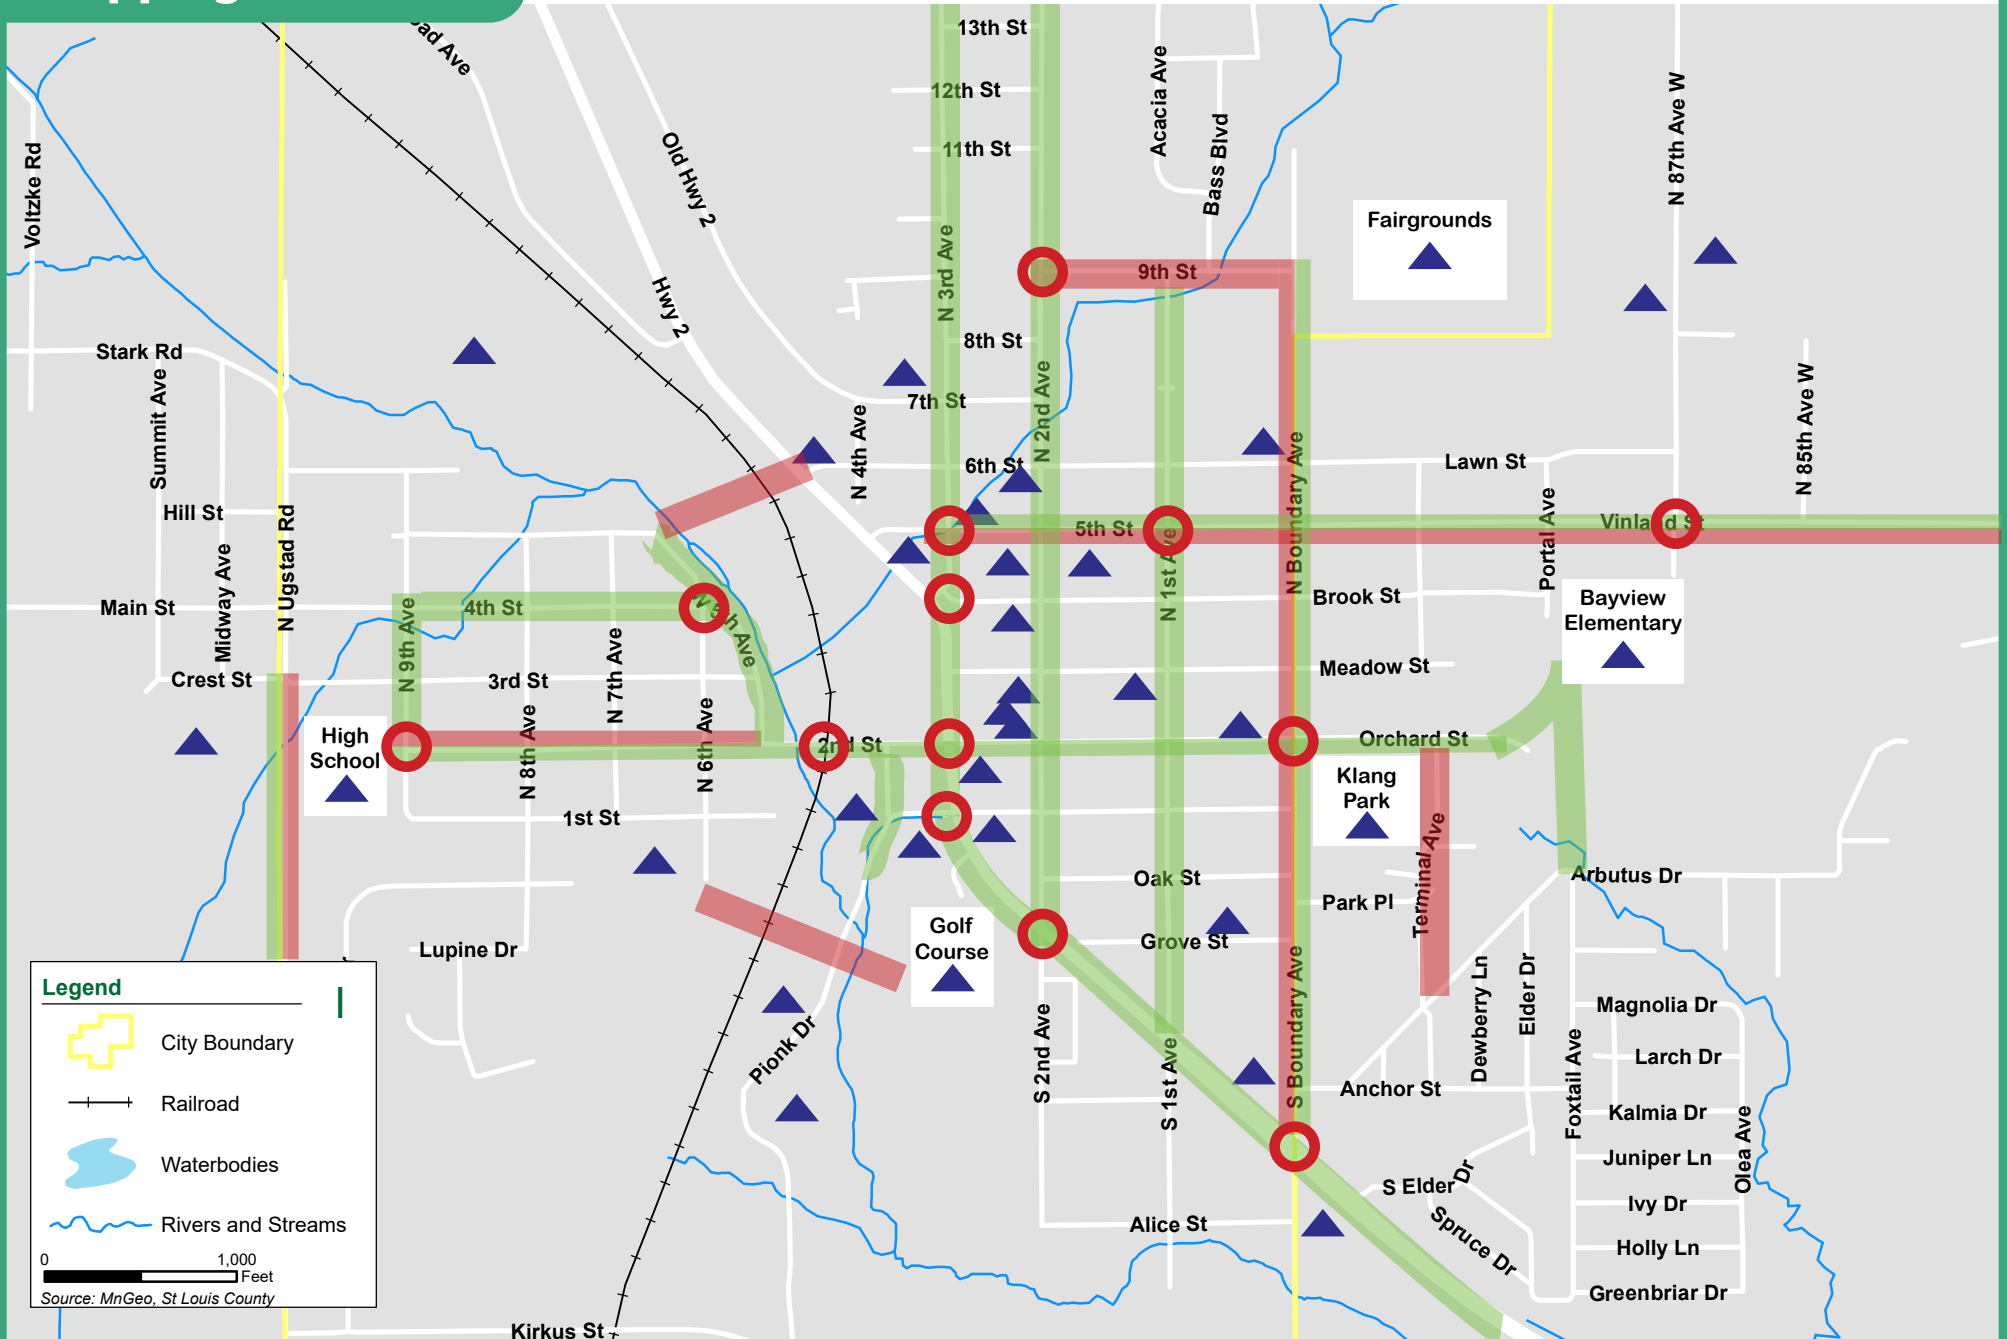 13th St
12th St
11th St
Acacia Ave
Bass Blvd
N 87th Ave W
Voltzke Rd
Old Hwy 2
Hwy 2
N 3rd Ave
9th St
Fairgrounds
Stark Rd
8th St
Summit Ave
7th St
N 2nd Ave
N 4th Ave
N 85th Ave W
6th St
Lawn St
Hill St
N Ugstad Rd
Midway Ave
5th St
N 1st Ave
N Boundary Ave
Portal Ave
Vinland St
Main St
4th St
Brook St
Bayview
Elementary
N 9th Ave
N 7th Ave
Crest St
3rd St
Meadow St
High
School
N 8th Ave
N 6th Ave
2nd St
Orchard St
Klang
Park
1st St
Terminal Ave
Oak St
Arbutus Dr
Park Pl
Golf
Course
Grove St
Lupine Dr
Dewberry Ln
Elder Dr
Foxtail Ave
Magnolia Dr
Pionk Dr
S 2nd Ave
S 1st Ave
S Boundary Ave
Larch Dr
Anchor St
Kalmia Dr
Juniper Ln
Olea Ave
S Elder Dr
Ivy Dr
Alice St
Spruce Dr
Holly Ln
Greenbriar Dr
Kirkus St
Legend
City Boundary
Railroad
Waterbodies
Rivers and Streams
0 1,000
Feet
Source: MnGeo, St Louis County